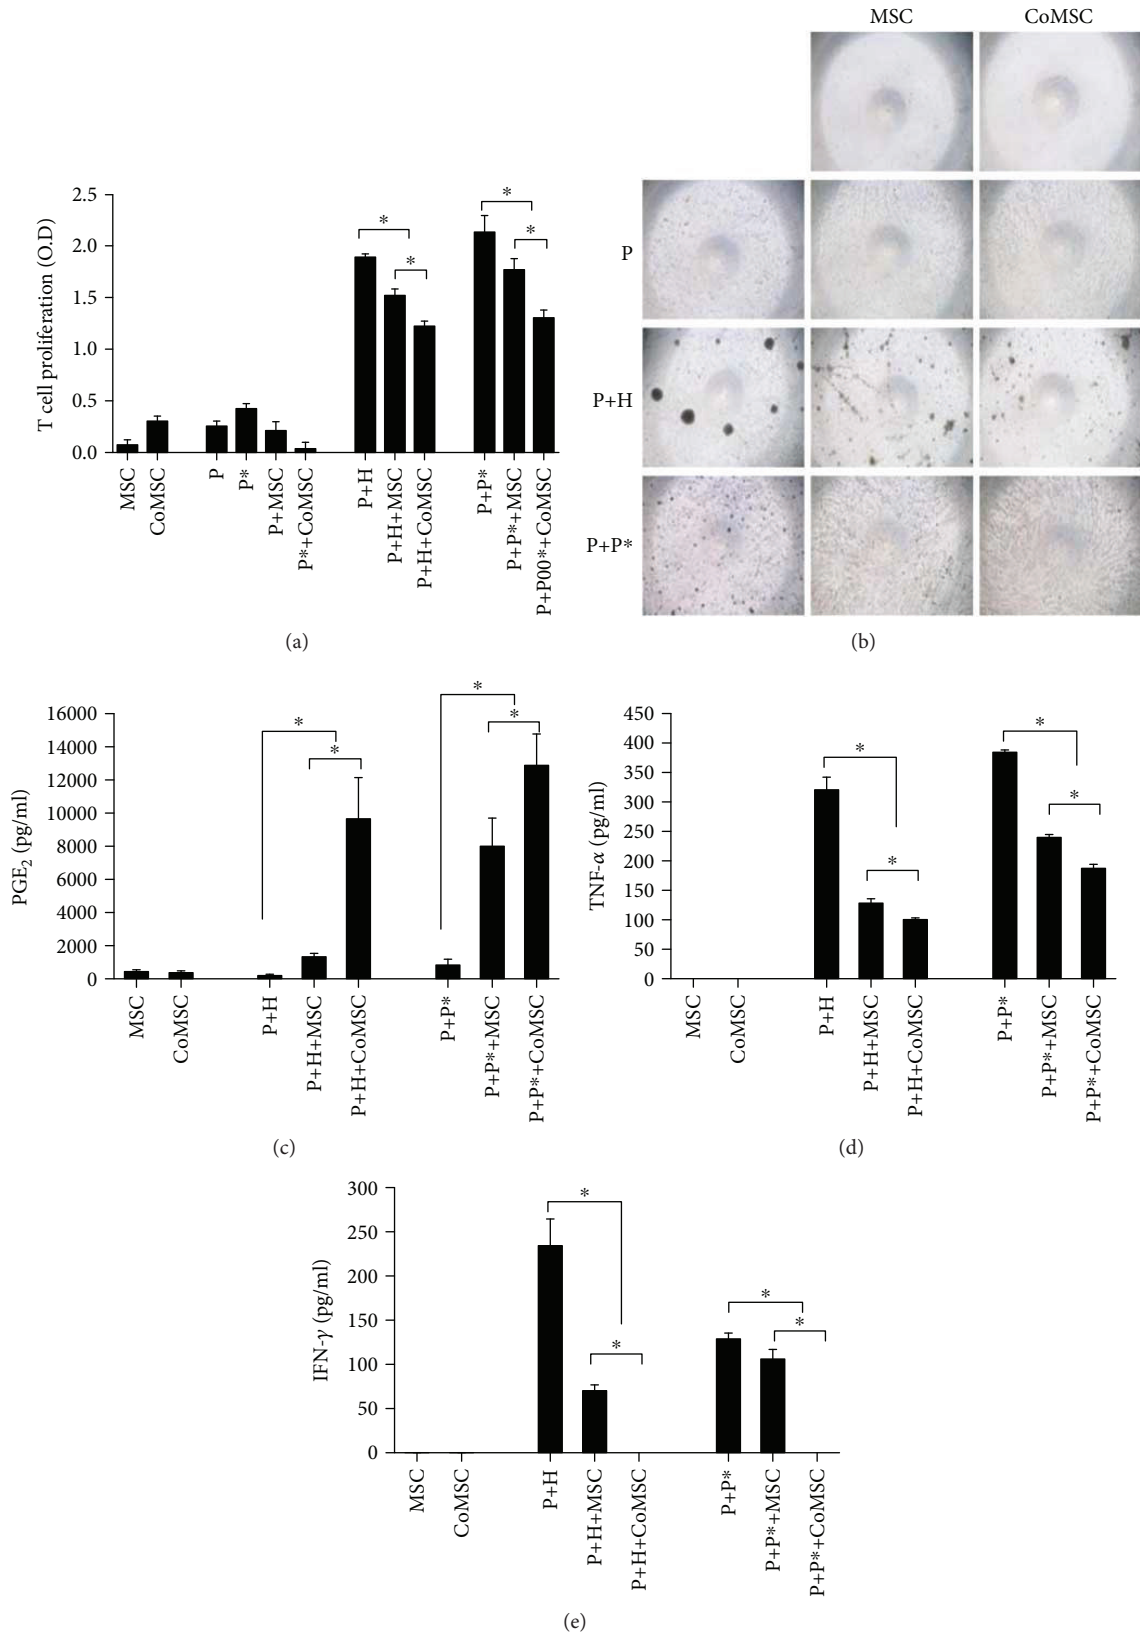 MSC CoMSC
T cell proliferation (O.D)
2.5
2.0
1.5
1.0
0.5
0.0
*
*
*
*
MSC
CoMSC
P
P*
P+MSC
P*+CoMSC
P+H
P+H+MSC
P+H+CoMSC
P+P*
P+P*+MSC
P+P00*+CoMSC
(a)
P
P+H
P+P*
(b)
PGE₂ (pg/ml)
16000
14000
12000
10000
8000
6000
4000
2000
0
*
*
*
*
MSC
CoMSC
P+H
P+H+MSC
P+H+CoMSC
P+P*
P+P*+MSC
P+P*+CoMSC
(c)
TNF-α (pg/ml)
450
400
350
300
250
200
150
100
50
0
*
*
*
*
MSC
CoMSC
P+H
P+H+MSC
P+H+CoMSC
P+P*
P+P*+MSC
P+P*+CoMSC
(d)
IFN-γ (pg/ml)
300
250
200
150
100
50
0
*
*
*
*
MSC
CoMSC
P+H
P+H+MSC
P+H+CoMSC
P+P*
P+P*+MSC
P+P*+CoMSC
(e)